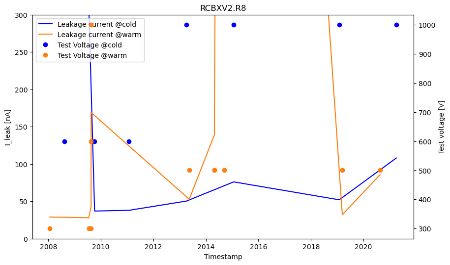 RCBXV2.R8
Leakage current @cold
Leakage current @warm
Test Voltage @cold
Test Voltage @warm
I_leak [nA]
300
250
200
150
100
50
0
Test voltage [V]
1000
900
800
700
600
500
400
300
2008
2010
2012
2014
2016
2018
2020
Timestamp